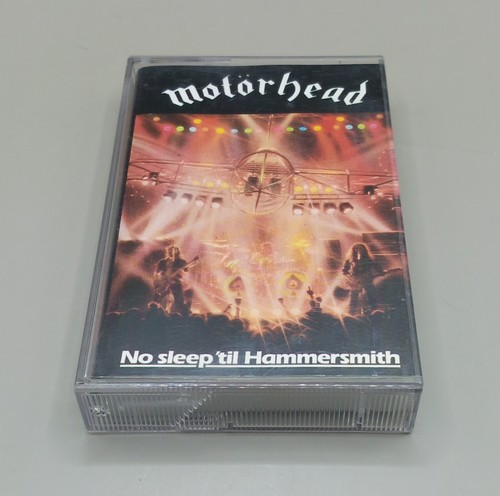 motörhead
No sleep 'til Hammersmith